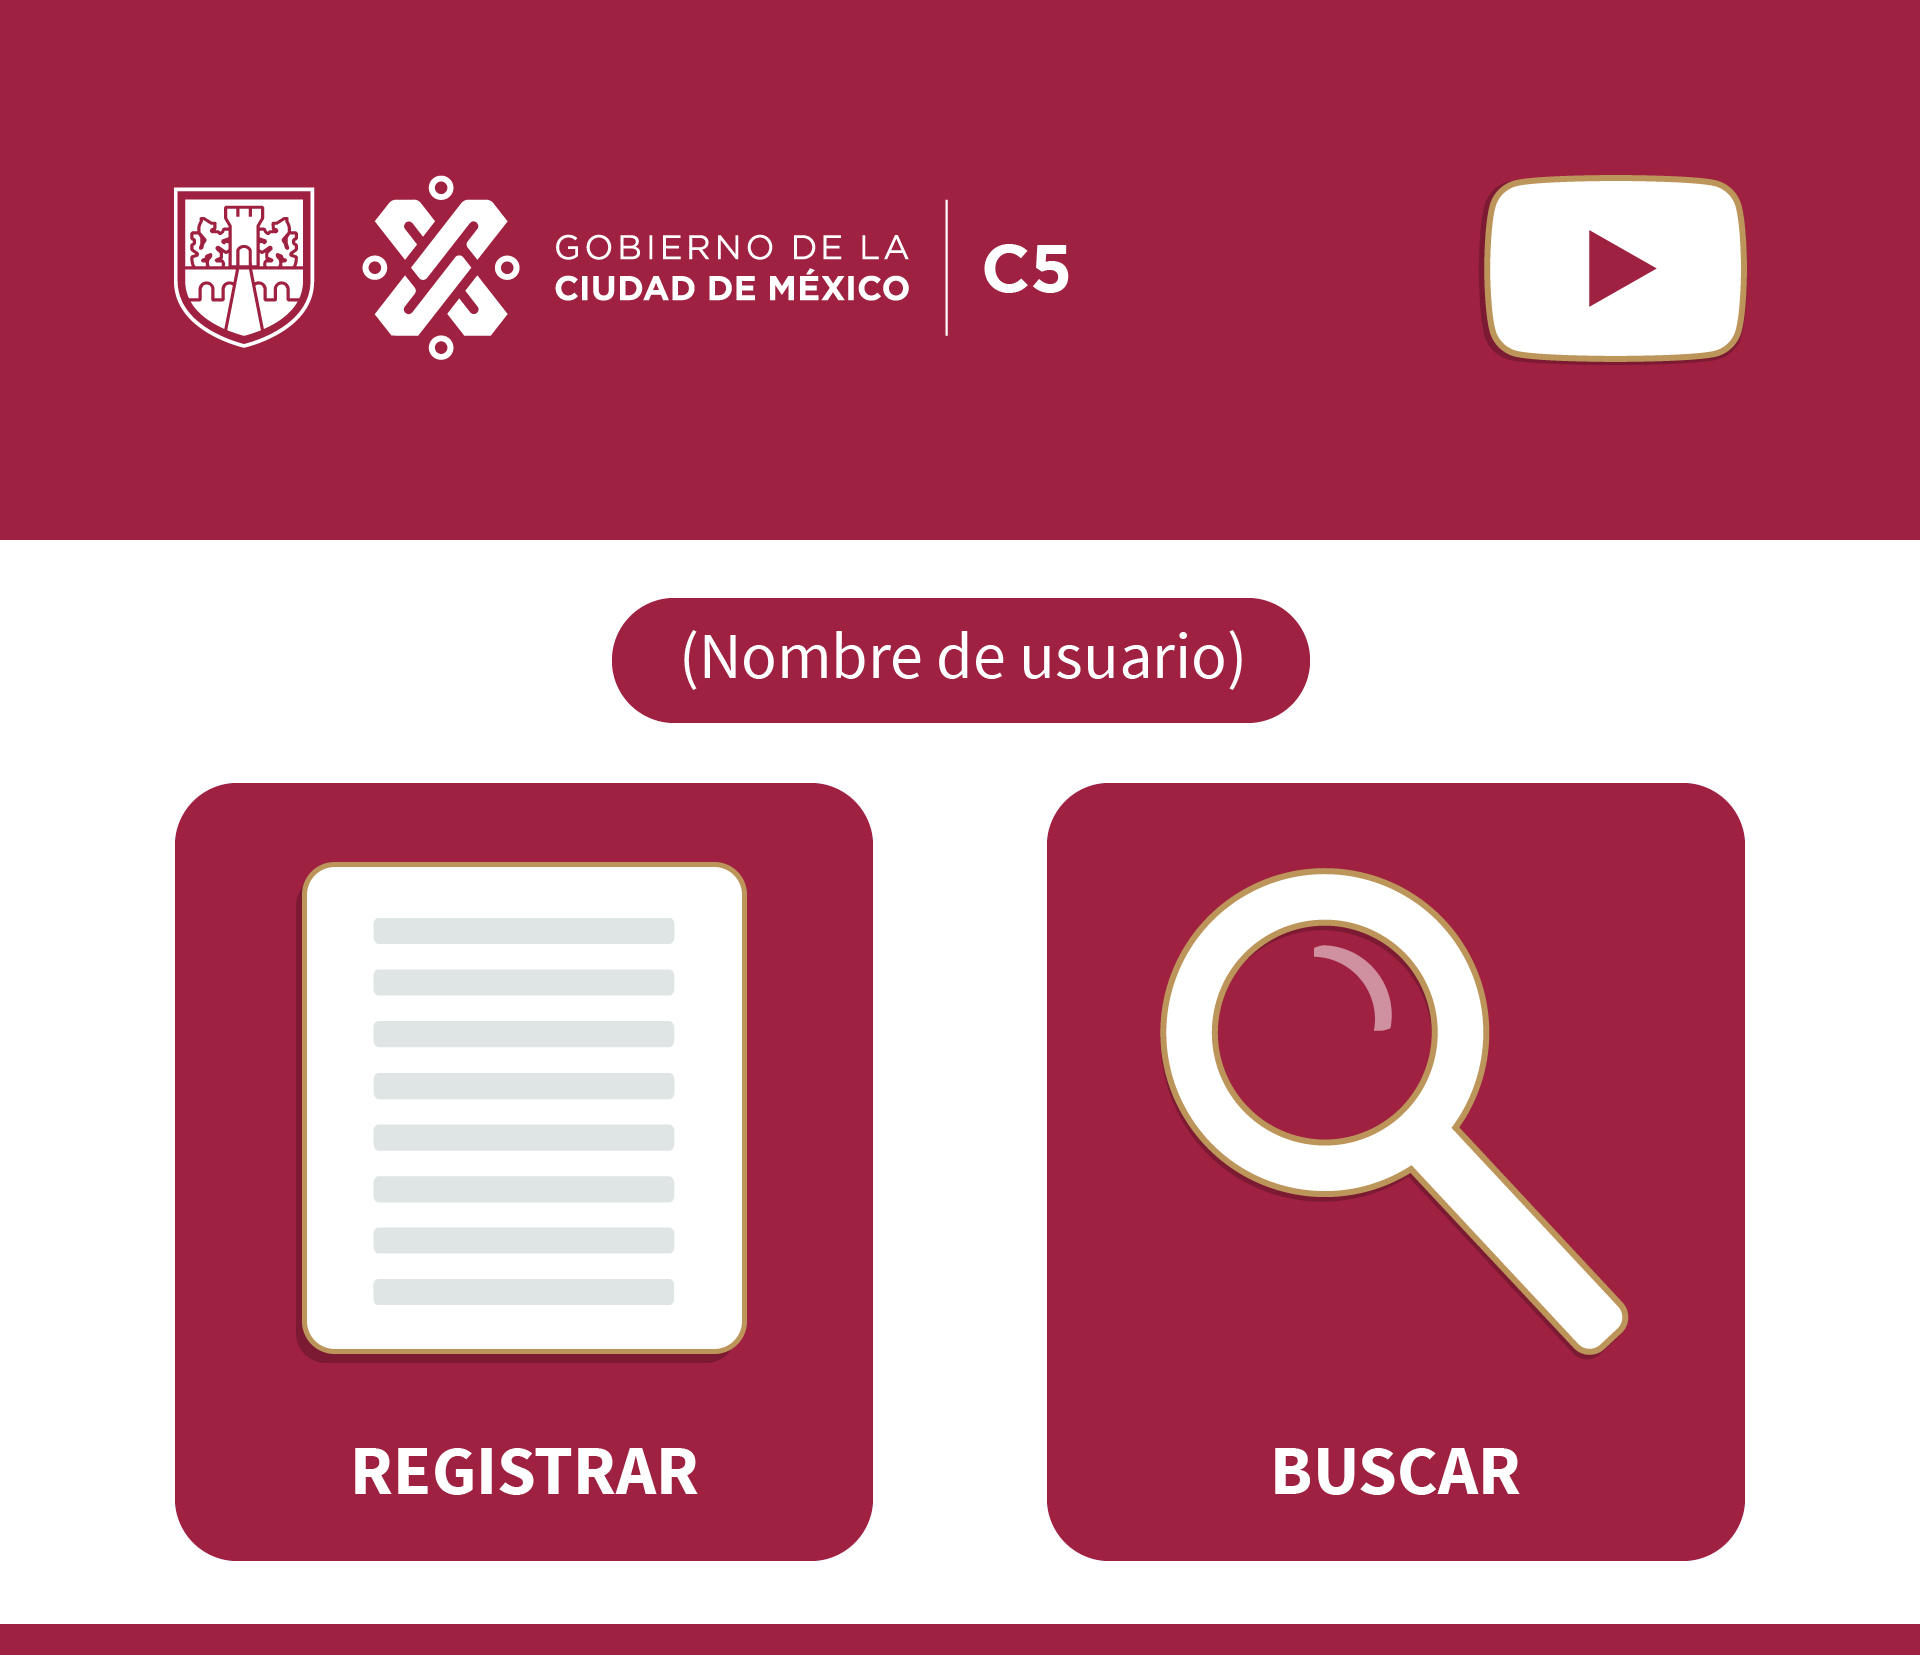 GOBIERNO DE LA
CIUDAD DE MÉXICO
C5
(Nombre de usuario)
REGISTRAR
BUSCAR